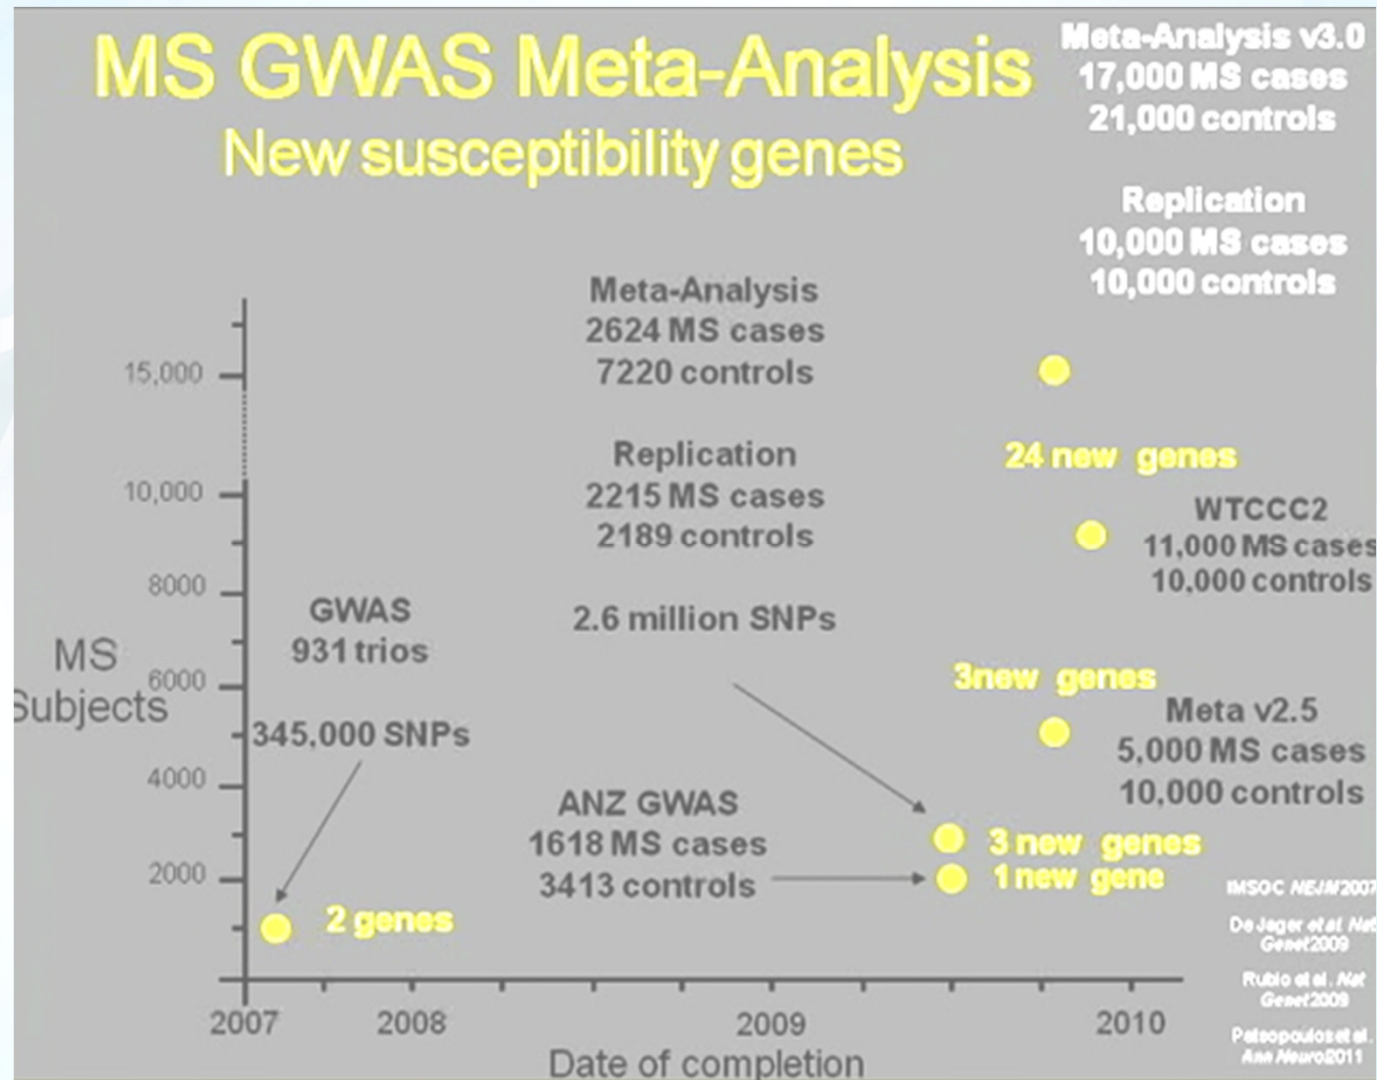 MS GWAS Meta-Analysis
New susceptibility genes
Meta-Analysis v3.0
17,000 MS cases
21,000 controls
Replication
10,000 MS cases
10,000 controls
Meta-Analysis
2624 MS cases
7220 controls
Replication
2215 MS cases
2189 controls
2.6 million SNPs
GWAS
931 trios
345,000 SNPs
ANZ GWAS
1618 MS cases
3413 controls
24 new genes
WTCCC2
11,000 MS cases
10,000 controls
3new genes
Meta v2.5
5,000 MS cases
10,000 controls
3 new genes
1 new gene
2 genes
15,000
10,000
8000
6000
4000
2000
MS
Subjects
2007
2008
2009
2010
Date of completion
IMSGC NEJM 2007
De Jager et al. Nat
Genet 2009
Rubio et al. Nat
Genet 2009
Patsopoulos et al.
Ann Neurol 2011